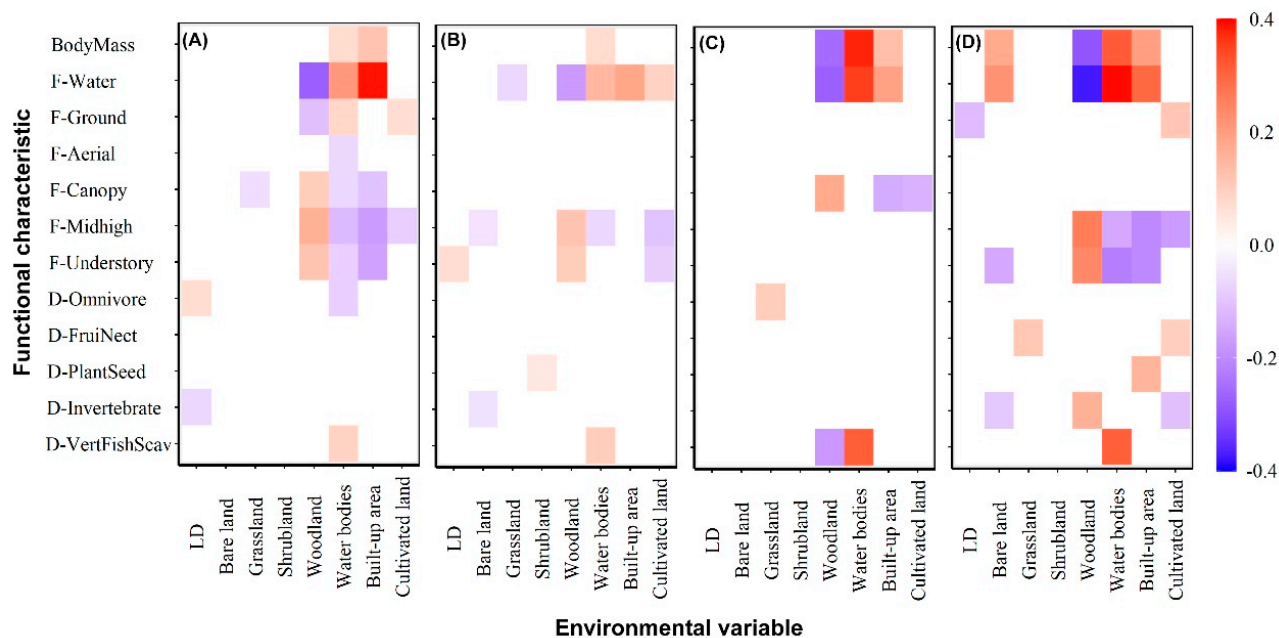 Functional characteristic
BodyMass
F-Water
F-Ground
F-Aerial
F-Canopy
F-Midhigh
F-Understory
D-Omnivore
D-FruiNect
D-PlantSeed
D-Invertebrate
D-VertFishScav
(A)
(B)
(C)
(D)
LD
Bare land
Grassland
Shrubland
Woodland
Water bodies
Built-up area
Cultivated land
LD
Bare land
Grassland
Shrubland
Woodland
Water bodies
Built-up area
Cultivated land
LD
Bare land
Grassland
Shrubland
Woodland
Water bodies
Built-up area
Cultivated land
LD
Bare land
Grassland
Shrubland
Woodland
Water bodies
Built-up area
Cultivated land
Environmental variable
0.4
0.2
0.0
-0.2
-0.4